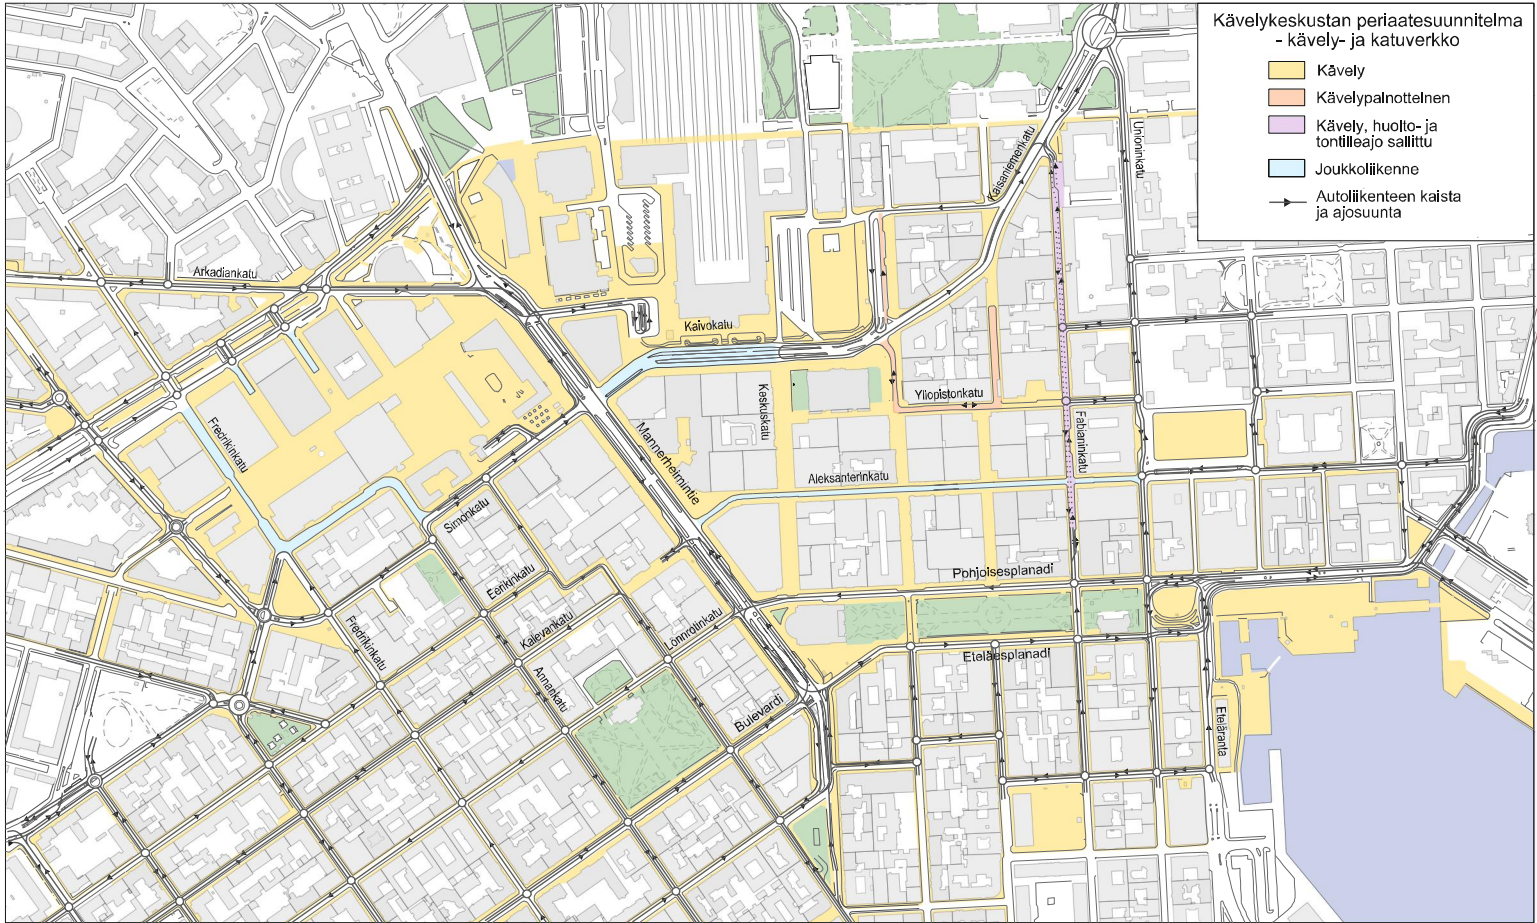 Kävelykeskustan periaatesuunnitelma
- kävely- ja katuverkko
Kävely
Kävelypainotteinen
Kävely, huolto- ja
tontilleajo sallittu
Joukkoliikenne
Autoliikenteen kaista
ja ajosuunta
Unioninkatu
Kaisaniemenkatu
Arkadiankatu
Kaivokatu
Keskuskatu
Yliopistonkatu
Fabianinkatu
Fredrikinkatu
Mannerheimintie
Aleksanterinkatu
Simonkatu
Pohjoisesplanadi
Eerikinkatu
Fredrikinkatu
Kalevankatu
Lönnrotinkatu
Eteläesplanadi
Annankatu
Bulevardi
Eteläranta